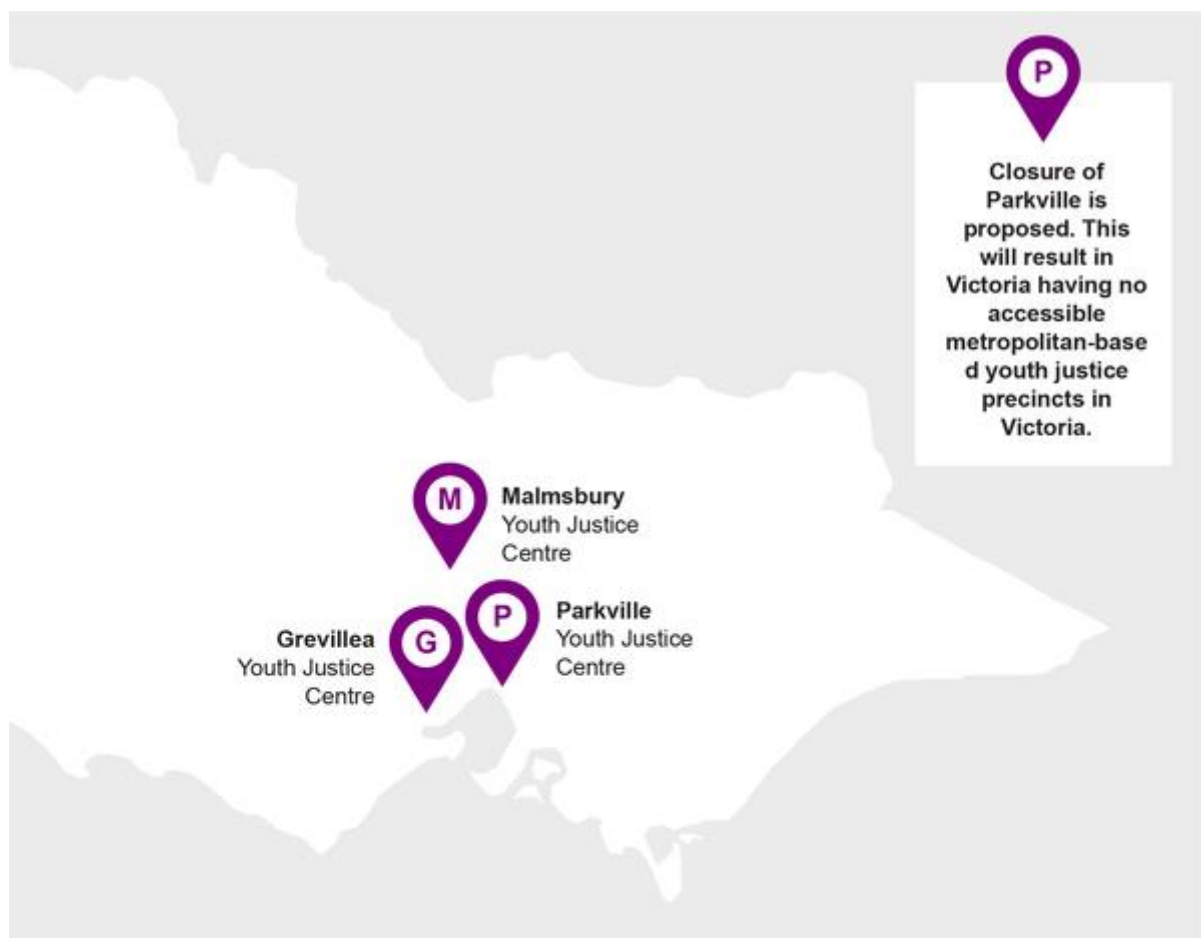 P
Closure of
Parkville is
proposed. This
will result in
Victoria having no
accessible
metropolitan-base
d youth justice
precincts in
Victoria.
M
Malmsbury
Youth Justice
Centre
P
Parkville
Youth Justice
Centre
G
Grevillea
Youth Justice
Centre